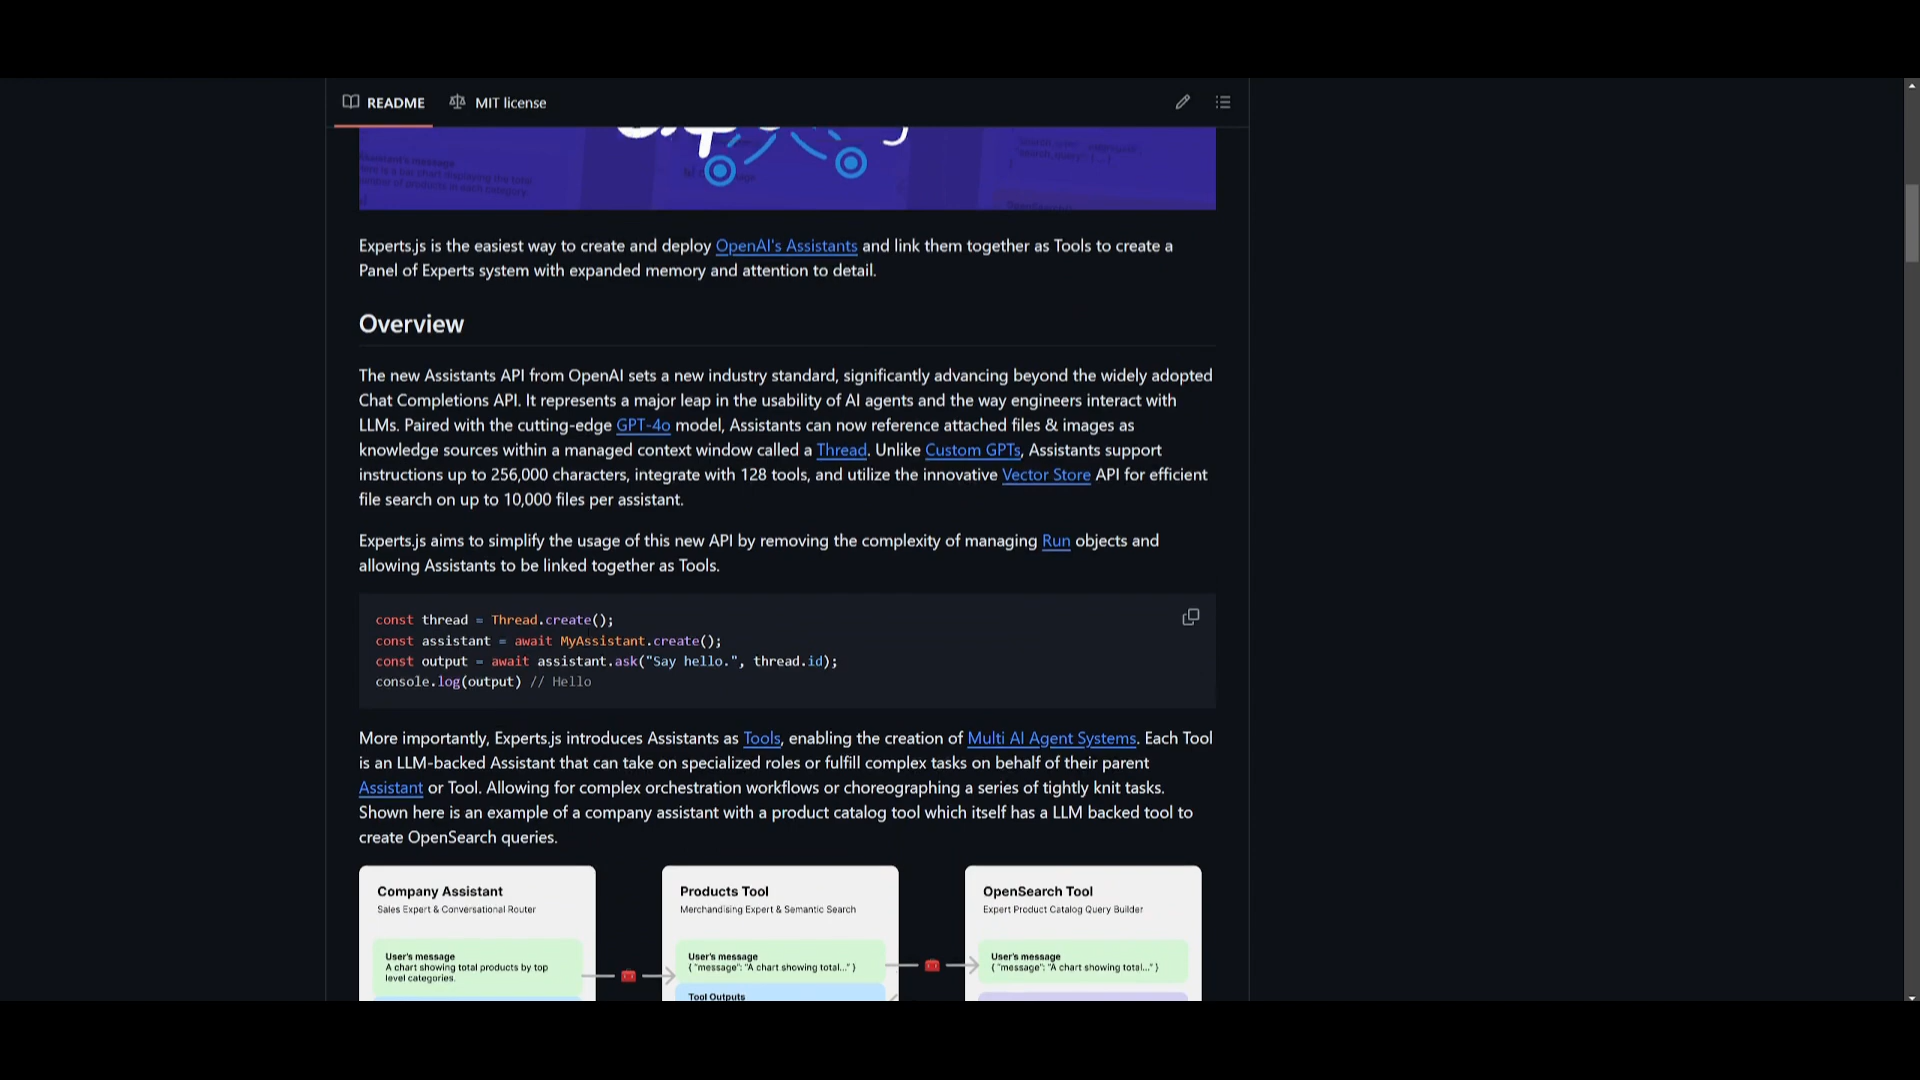 README
MIT license
Experts.js is the easiest way to create and deploy OpenAI's Assistants and link them together as Tools to create a
Panel of Experts system with expanded memory and attention to detail.
Overview
The new Assistants API from OpenAI sets a new industry standard, significantly advancing beyond the widely adopted
Chat Completions API. It represents a major leap in the usability of AI agents and the way engineers interact with
LLMs. Paired with the cutting-edge GPT-4o model, Assistants can now reference attached files & images as
knowledge sources within a managed context window called a Thread. Unlike Custom GPTs, Assistants support
instructions up to 256,000 characters, integrate with 128 tools, and utilize the innovative Vector Store API for efficient
file search on up to 10,000 files per assistant.
Experts.js aims to simplify the usage of this new API by removing the complexity of managing Run objects and
allowing Assistants to be linked together as Tools.
const thread = Thread.create();
const assistant = await MyAssistant.create();
const output = await assistant.ask("Say hello.", thread.id);
console.log(output) // Hello
More importantly, Experts.js introduces Assistants as Tools, enabling the creation of Multi AI Agent Systems. Each Tool
is an LLM-backed Assistant that can take on specialized roles or fulfill complex tasks on behalf of their parent
Assistant or Tool. Allowing for complex orchestration workflows or choreographing a series of tightly knit tasks.
Shown here is an example of a company assistant with a product catalog tool which itself has a LLM backed tool to
create OpenSearch queries.
Company Assistant
Sales Expert & Conversational Router
User's message
A chart showing total products by top
level categories.
Products Tool
Merchandising Expert & Semantic Search
User's message
{ "message": "A chart showing total..." }
Tool Outputs
OpenSearch Tool
Expert Product Catalog Query Builder
User's message
{ "message": "A chart showing total..." }